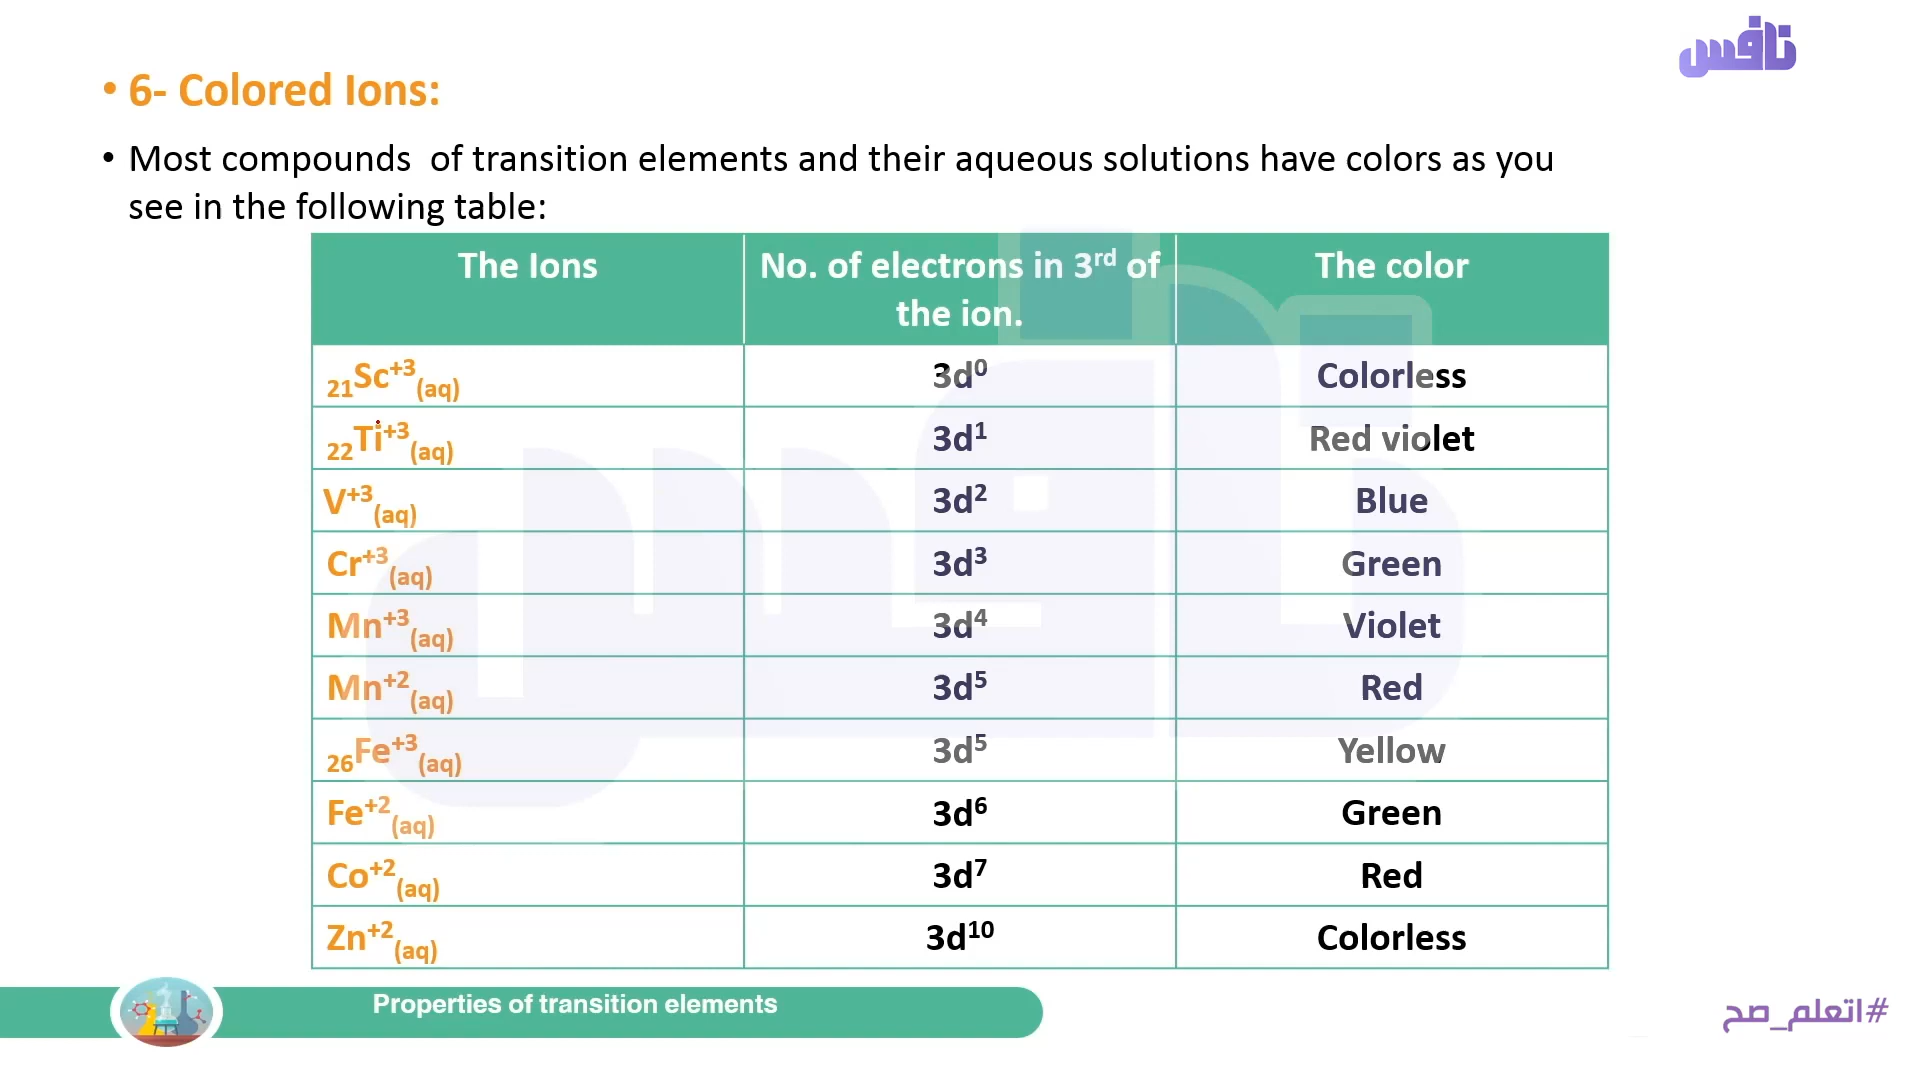 نافس
• 6- Colored Ions:
• Most compounds of transition elements and their aqueous solutions have colors as you
see in the following table:
The Ions
No. of electrons in 3rd of
the ion.
The color
21Sc+3(aq) 3d0 Colorless
22Ti+3(aq) 3d1 Red violet
V+3(aq) 3d2 Blue
Cr+3(aq) 3d3 Green
Mn+3(aq) 3d4 Violet
Mn+2(aq) 3d5 Red
26Fe+3(aq) 3d5 Yellow
Fe+2(aq) 3d6 Green
Co+2(aq) 3d7 Red
Zn+2(aq) 3d10 Colorless
Properties of transition elements
#اتعلم_صح